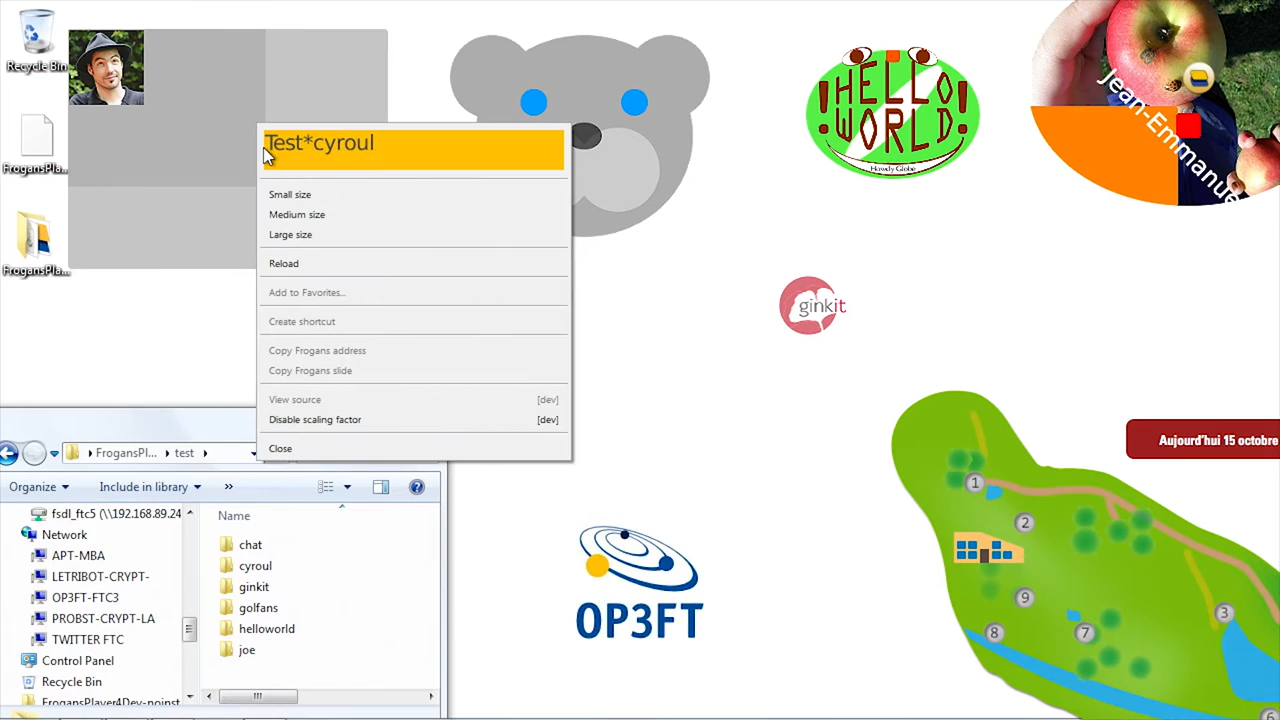 Recycle Bin
FrogansPla...
FrogansPla...
Test*cyroul
Small size
Medium size
Large size
Reload
Add to Favorites...
Create shortcut
Copy Frogans address
Copy Frogans slide
View source [dev]
Disable scaling factor [dev]
Close
!HELLO!
!WORLD!
Howdy Globe
Jean-Emmanue
ginkit
OP3FT
Aujourd'hui 15 octobre
1
2
9
8
7
3
FrogansPl... test
Organize Include in library »
fsdl_ftc5 (\\192.168.89.24
Network
APT-MBA
LETRIBOT-CRYPT-
OP3FT-FTC3
PROBST-CRYPT-LA
TWITTER FTC
Control Panel
Recycle Bin
FrogansPlayer4Dev-noinst
Name
chat
cyroul
ginkit
golfans
helloworld
joe